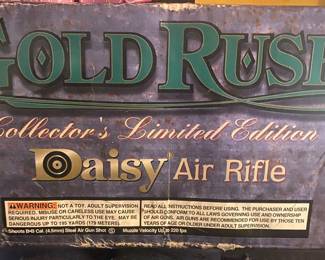 GOLD RUSH
Collector's Limited Edition
Daisy Air Rifle
⚠WARNING: NOT A TOY. ADULT SUPERVISION
REQUIRED. MISUSE OR CARELESS USE MAY CAUSE
SERIOUS INJURY PARTICULARLY TO THE EYE. MAY BE
DANGEROUS UP TO 195 YARDS (179 METERS).
READ ALL INSTRUCTIONS BEFORE USING. THE PURCHASER AND USER
SHOULD CONFORM TO ALL LAWS GOVERNING USE AND OWNERSHIP
OF AIR GUNS. AIR GUNS ARE RECOMMENDED FOR USE BY THOSE TEN
YEARS OF AGE OR OLDER UNDER ADULT SUPERVISION.
Shoots BB Cal. (4.5mm) Steel Air Gun Shot
Muzzle Velocity Up to fps